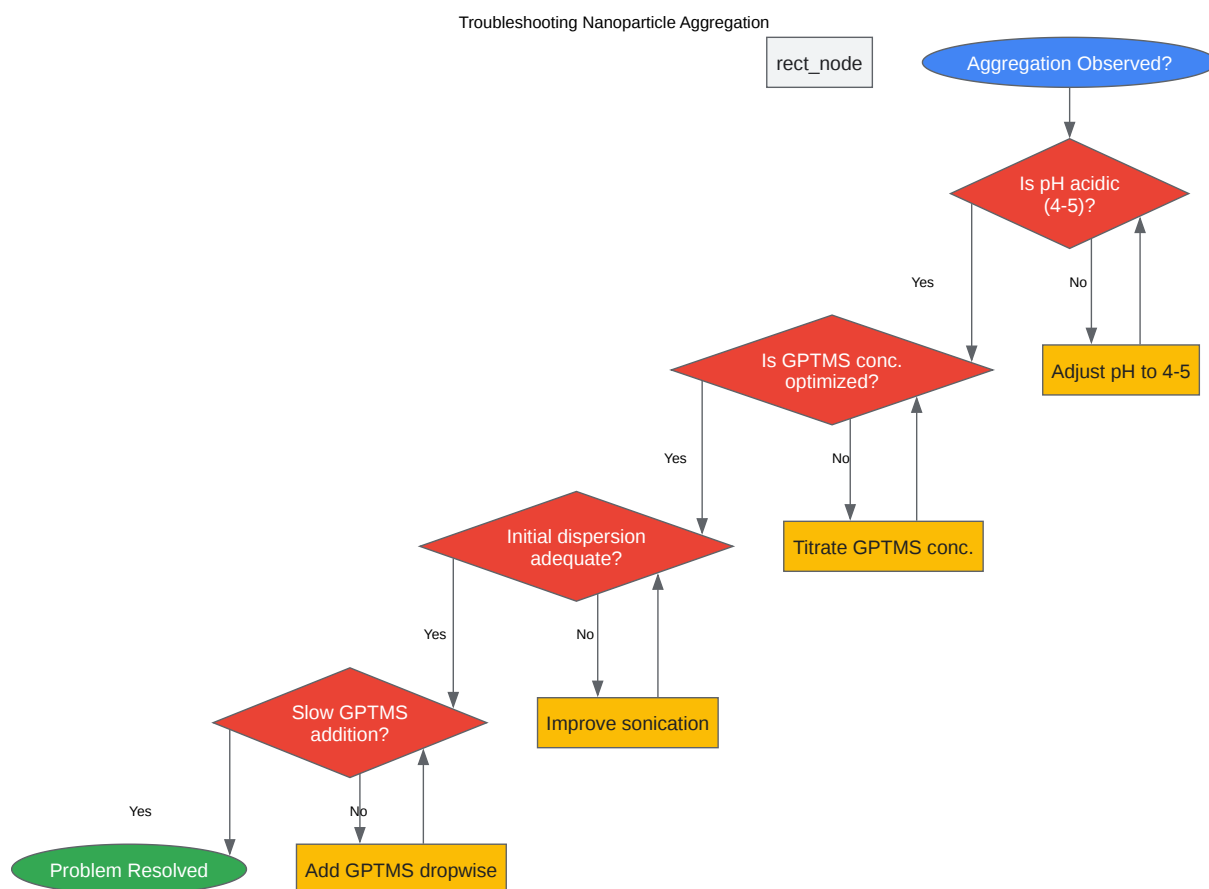 Troubleshooting Nanoparticle Aggregation
rect_node
Aggregation Observed?
Is pH acidic
(4-5)?
Yes
No
Is GPTMS conc.
optimized?
Adjust pH to 4-5
Yes
No
Initial dispersion
adequate?
Titrate GPTMS conc.
Yes
No
Slow GPTMS
addition?
Improve sonication
Yes
No
Problem Resolved
Add GPTMS dropwise